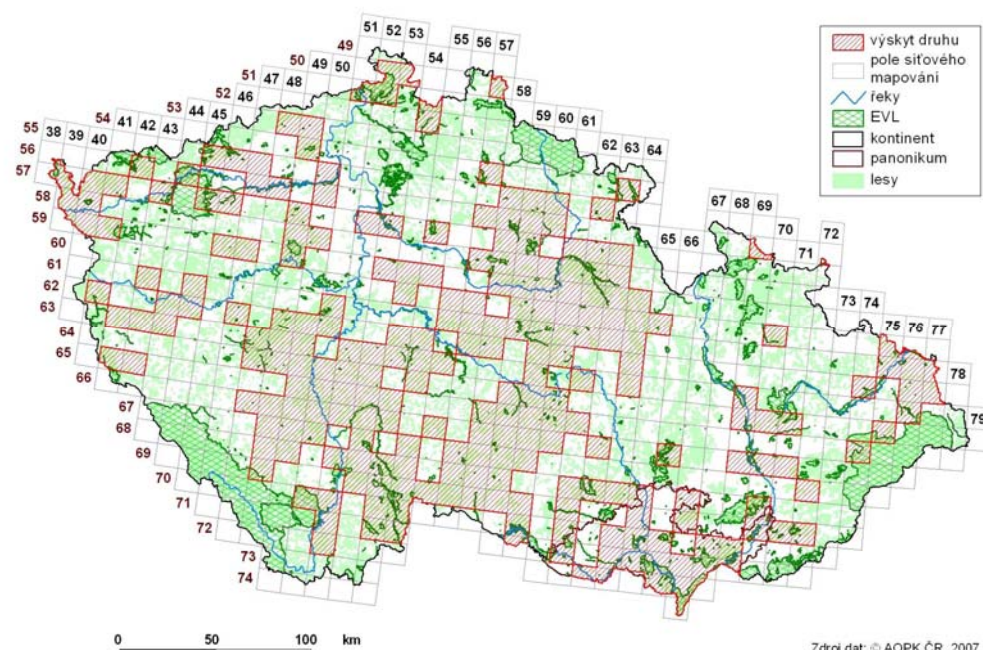 51 52 53 55 56 57
49 54
50 49 50 58
51 47 48 59 60 61
52 46 62 63 64
53 44 45
54 41 42 43
55 38 39 40
56
57
58
59
60
61
62
63
64
65
66
67
68
69
70
71
72
73
74
65 66
67 68 69
70
71
72
73 74
75 76 77
78
79
výskyt druhu
pole síťového
mapování
řeky
EVL
kontinent
panonikum
lesy
0 50 100 km
Zdroj dat: © AOPK ČR, 2007